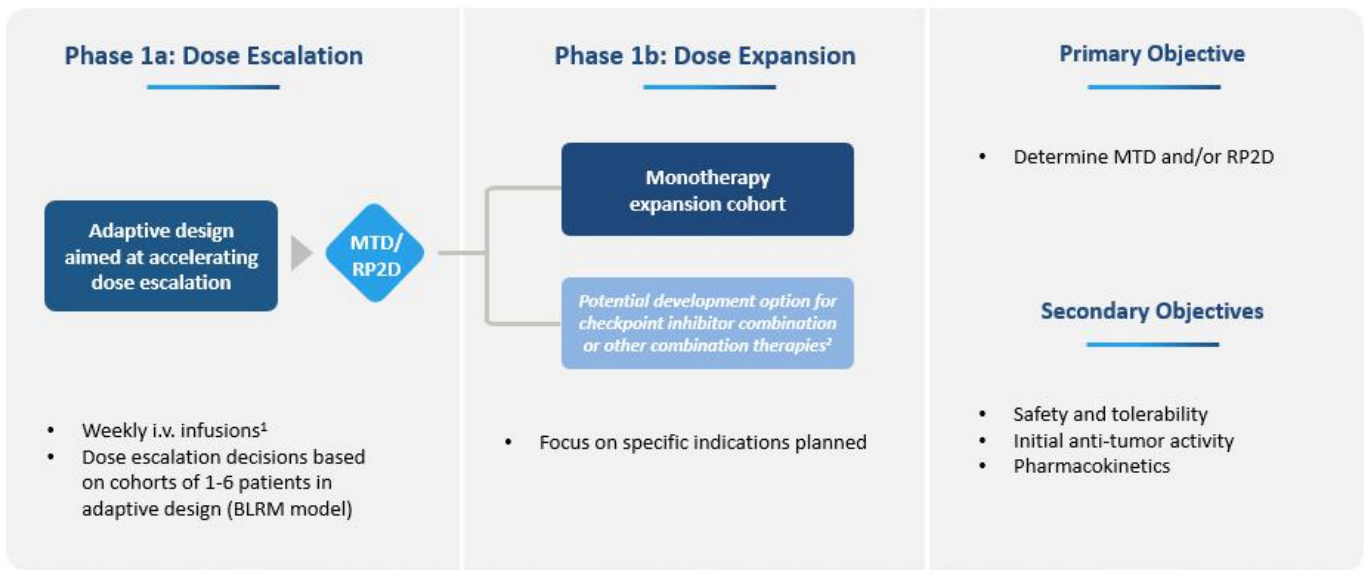 Phase 1a: Dose Escalation
Adaptive design
aimed at accelerating
dose escalation
MTD/
RP2D
• Weekly i.v. infusions¹
• Dose escalation decisions based
on cohorts of 1-6 patients in
adaptive design (BLRM model)
Phase 1b: Dose Expansion
Monotherapy
expansion cohort
Potential development option for
checkpoint inhibitor combination
or other combination therapies²
• Focus on specific indications planned
Primary Objective
• Determine MTD and/or RP2D
Secondary Objectives
• Safety and tolerability
• Initial anti-tumor activity
• Pharmacokinetics